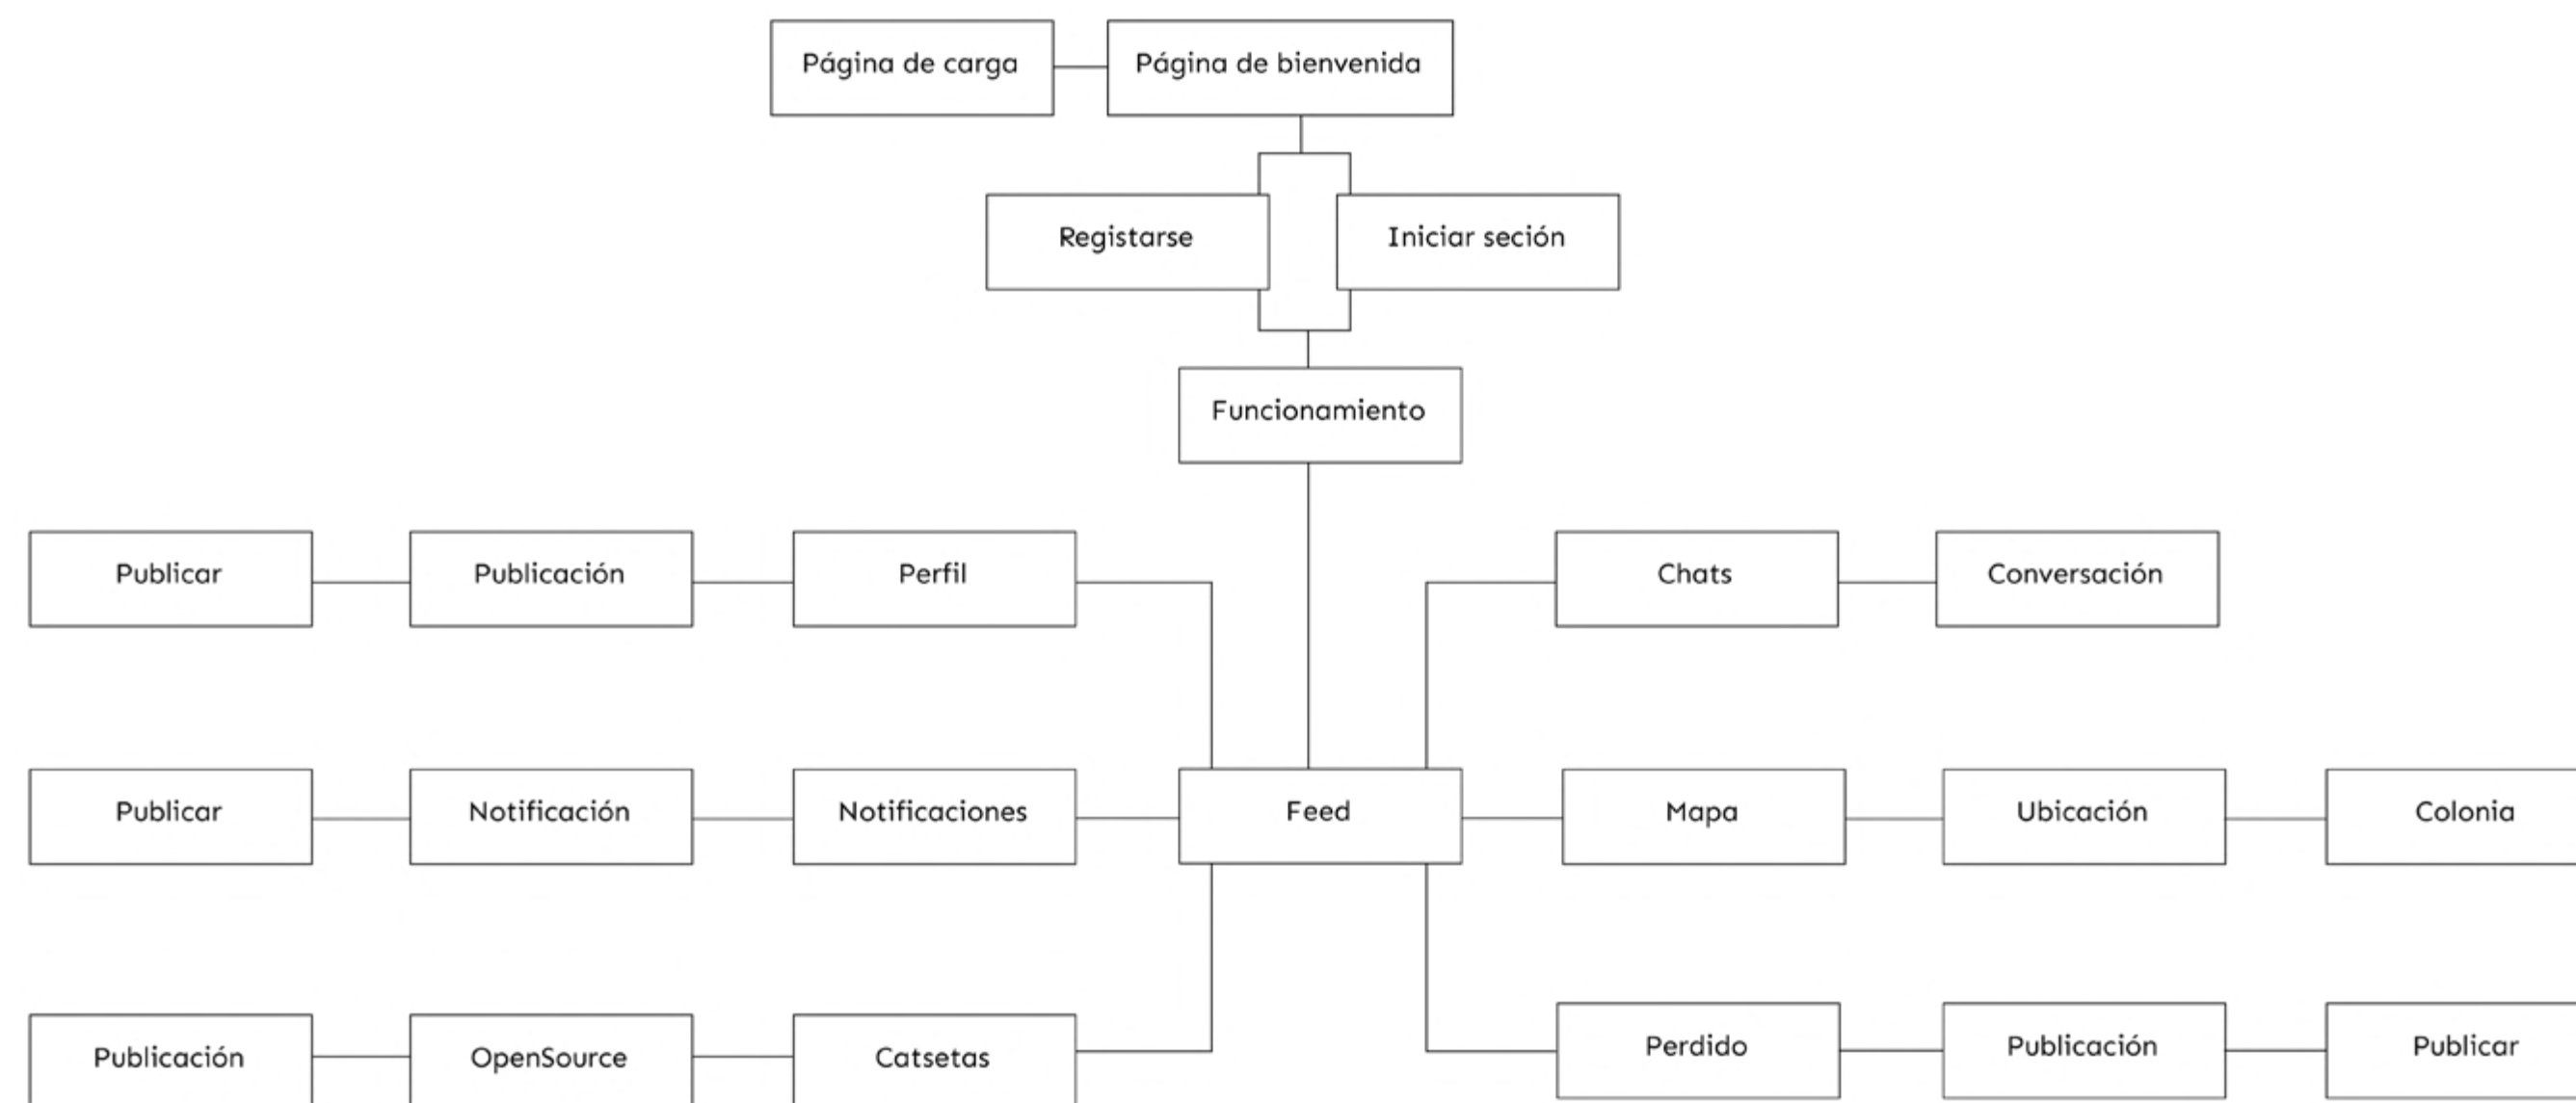 Página de carga
Página de bienvenida
Registarse
Iniciar seción
Funcionamiento
Publicar
Publicación
Perfil
Chats
Conversación
Publicar
Notificación
Notificaciones
Feed
Mapa
Ubicación
Colonia
Publicación
OpenSource
Catsetas
Perdido
Publicación
Publicar